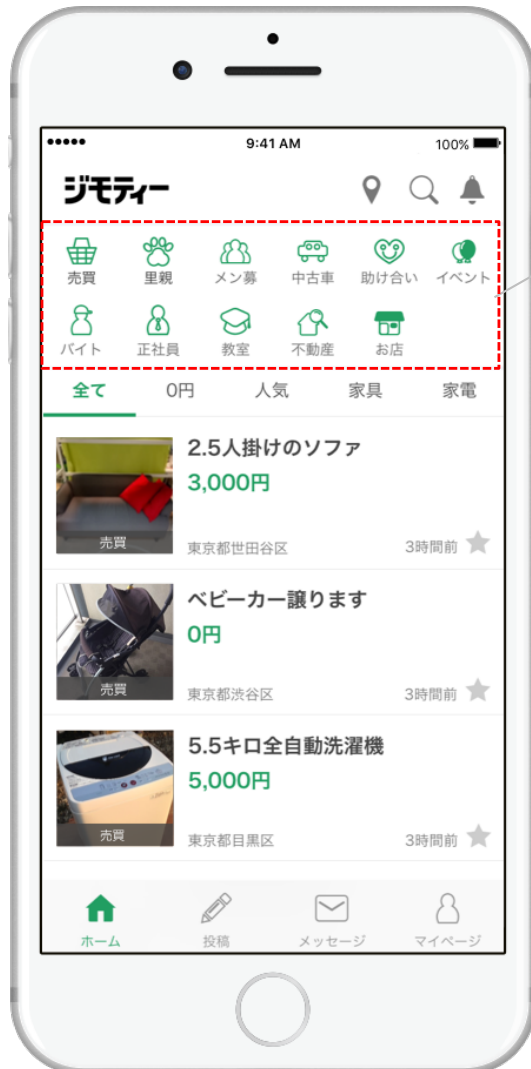 9:41 AM 100%
ジモティー
売買 里親 メン募 中古車 助け合い イベント
バイト 正社員 教室 不動産 お店
全て 0円 人気 家具 家電
2.5人掛けのソファ
3,000円
売買
東京都世田谷区 3時間前
ベビーカー譲ります
0円
売買
東京都渋谷区 3時間前
5.5キロ全自動洗濯機
5,000円
売買
東京都目黒区 3時間前
ホーム 投稿 メッセージ マイページ